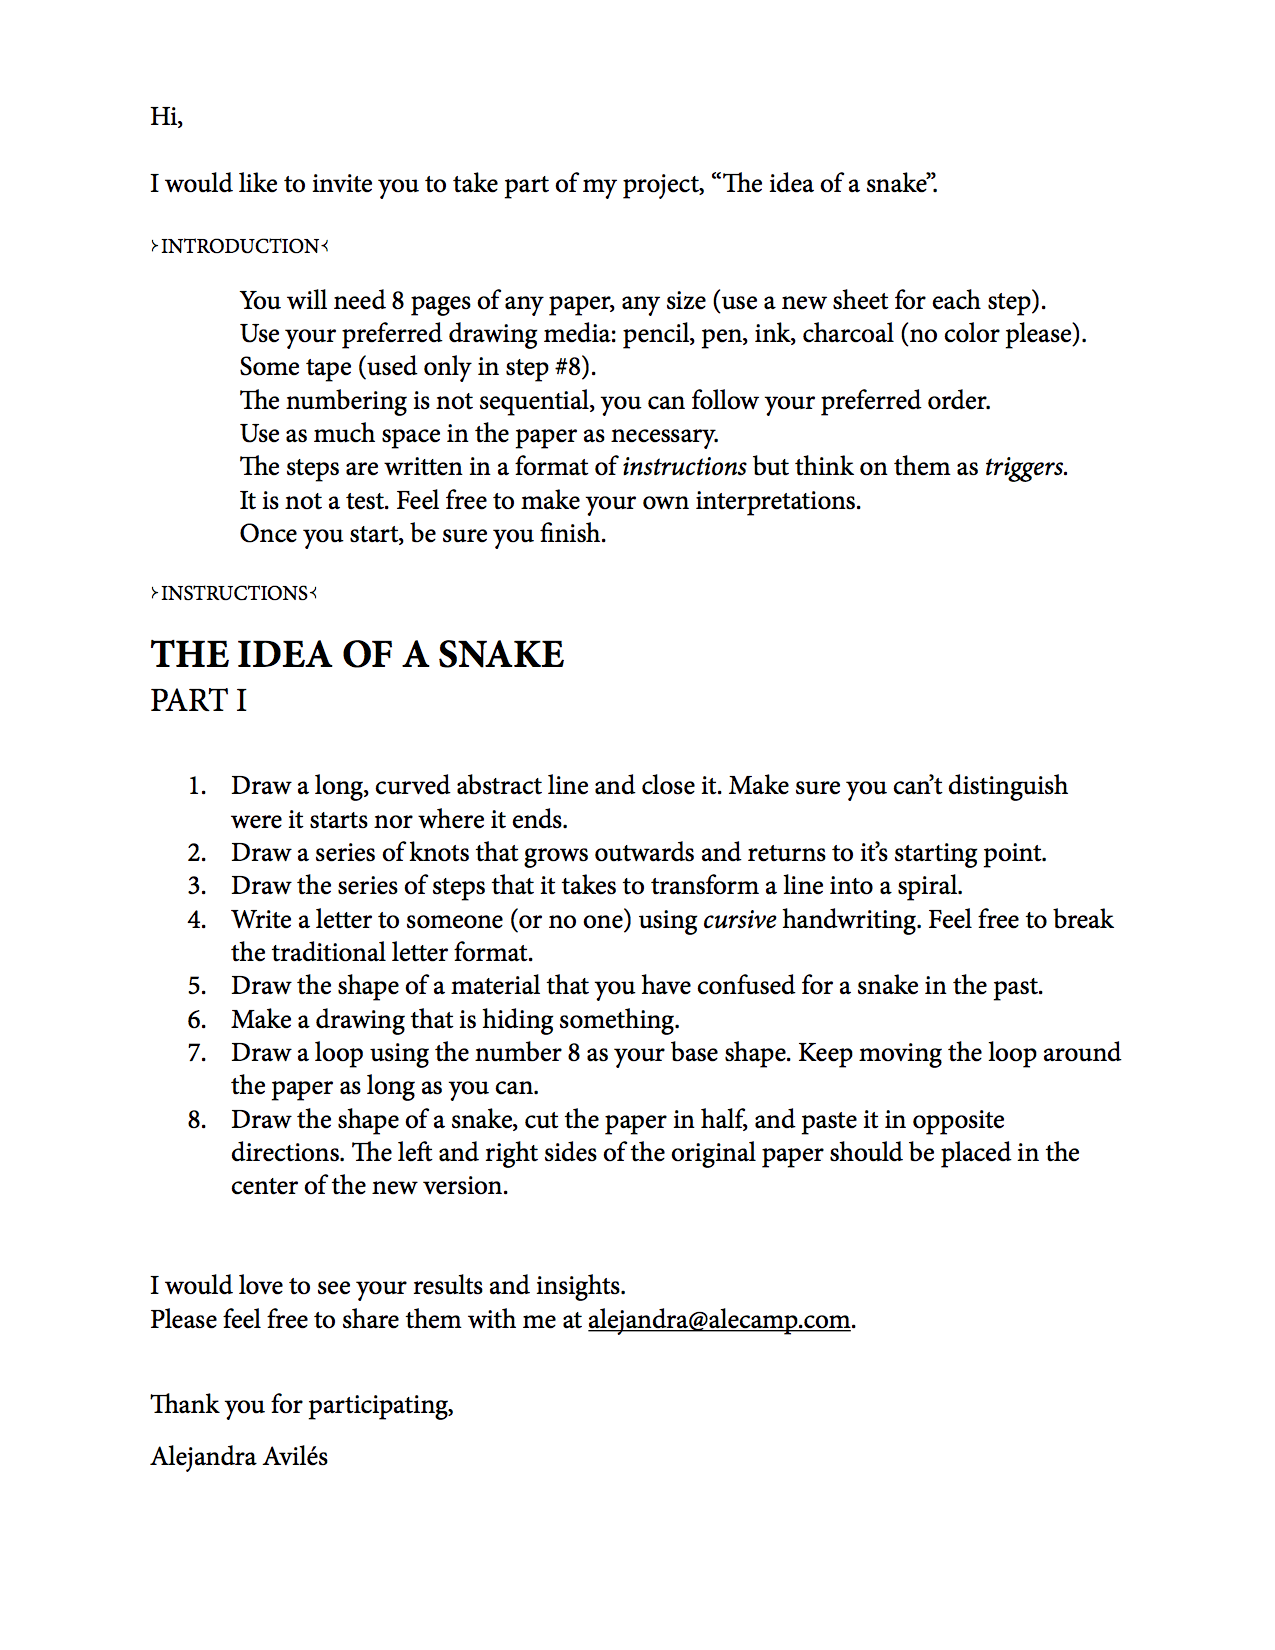 Hi,
I would like to invite you to take part of my project, “The idea of a snake”.
›INTRODUCTION‹
You will need 8 pages of any paper, any size (use a new sheet for each step).
Use your preferred drawing media: pencil, pen, ink, charcoal (no color please).
Some tape (used only in step #8).
The numbering is not sequential, you can follow your preferred order.
Use as much space in the paper as necessary.
The steps are written in a format of instructions but think on them as triggers.
It is not a test. Feel free to make your own interpretations.
Once you start, be sure you finish.
›INSTRUCTIONS‹
THE IDEA OF A SNAKE
PART I
1. Draw a long, curved abstract line and close it. Make sure you can’t distinguish
were it starts nor where it ends.
2. Draw a series of knots that grows outwards and returns to it’s starting point.
3. Draw the series of steps that it takes to transform a line into a spiral.
4. Write a letter to someone (or no one) using cursive handwriting. Feel free to break
the traditional letter format.
5. Draw the shape of a material that you have confused for a snake in the past.
6. Make a drawing that is hiding something.
7. Draw a loop using the number 8 as your base shape. Keep moving the loop around
the paper as long as you can.
8. Draw the shape of a snake, cut the paper in half, and paste it in opposite
directions. The left and right sides of the original paper should be placed in the
center of the new version.
I would love to see your results and insights.
Please feel free to share them with me at alejandra@alecamp.com.
Thank you for participating,
Alejandra Avilés